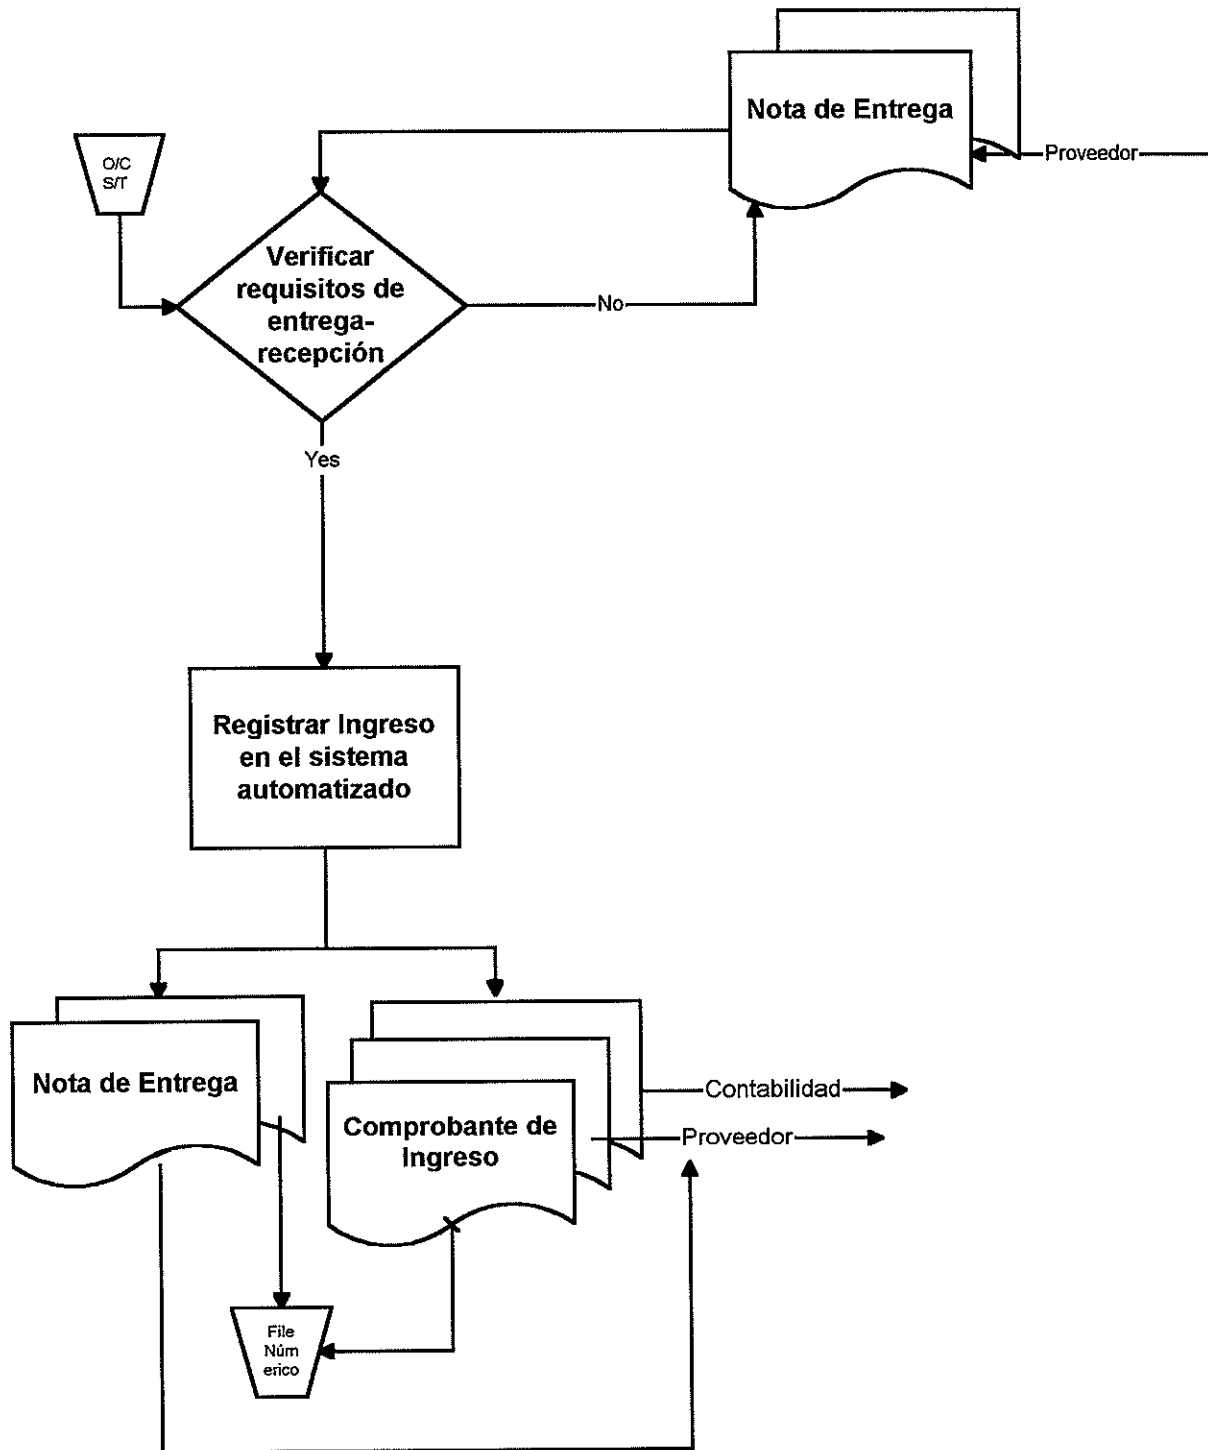 Nota de Entrega
Proveedor
O/C
S/T
Verificar
requisitos de
entrega-
recepción
No
Yes
Registrar Ingreso
en el sistema
automatizado
Nota de Entrega
Comprobante de
Ingreso
Contabilidad
Proveedor
File
Núm
erico